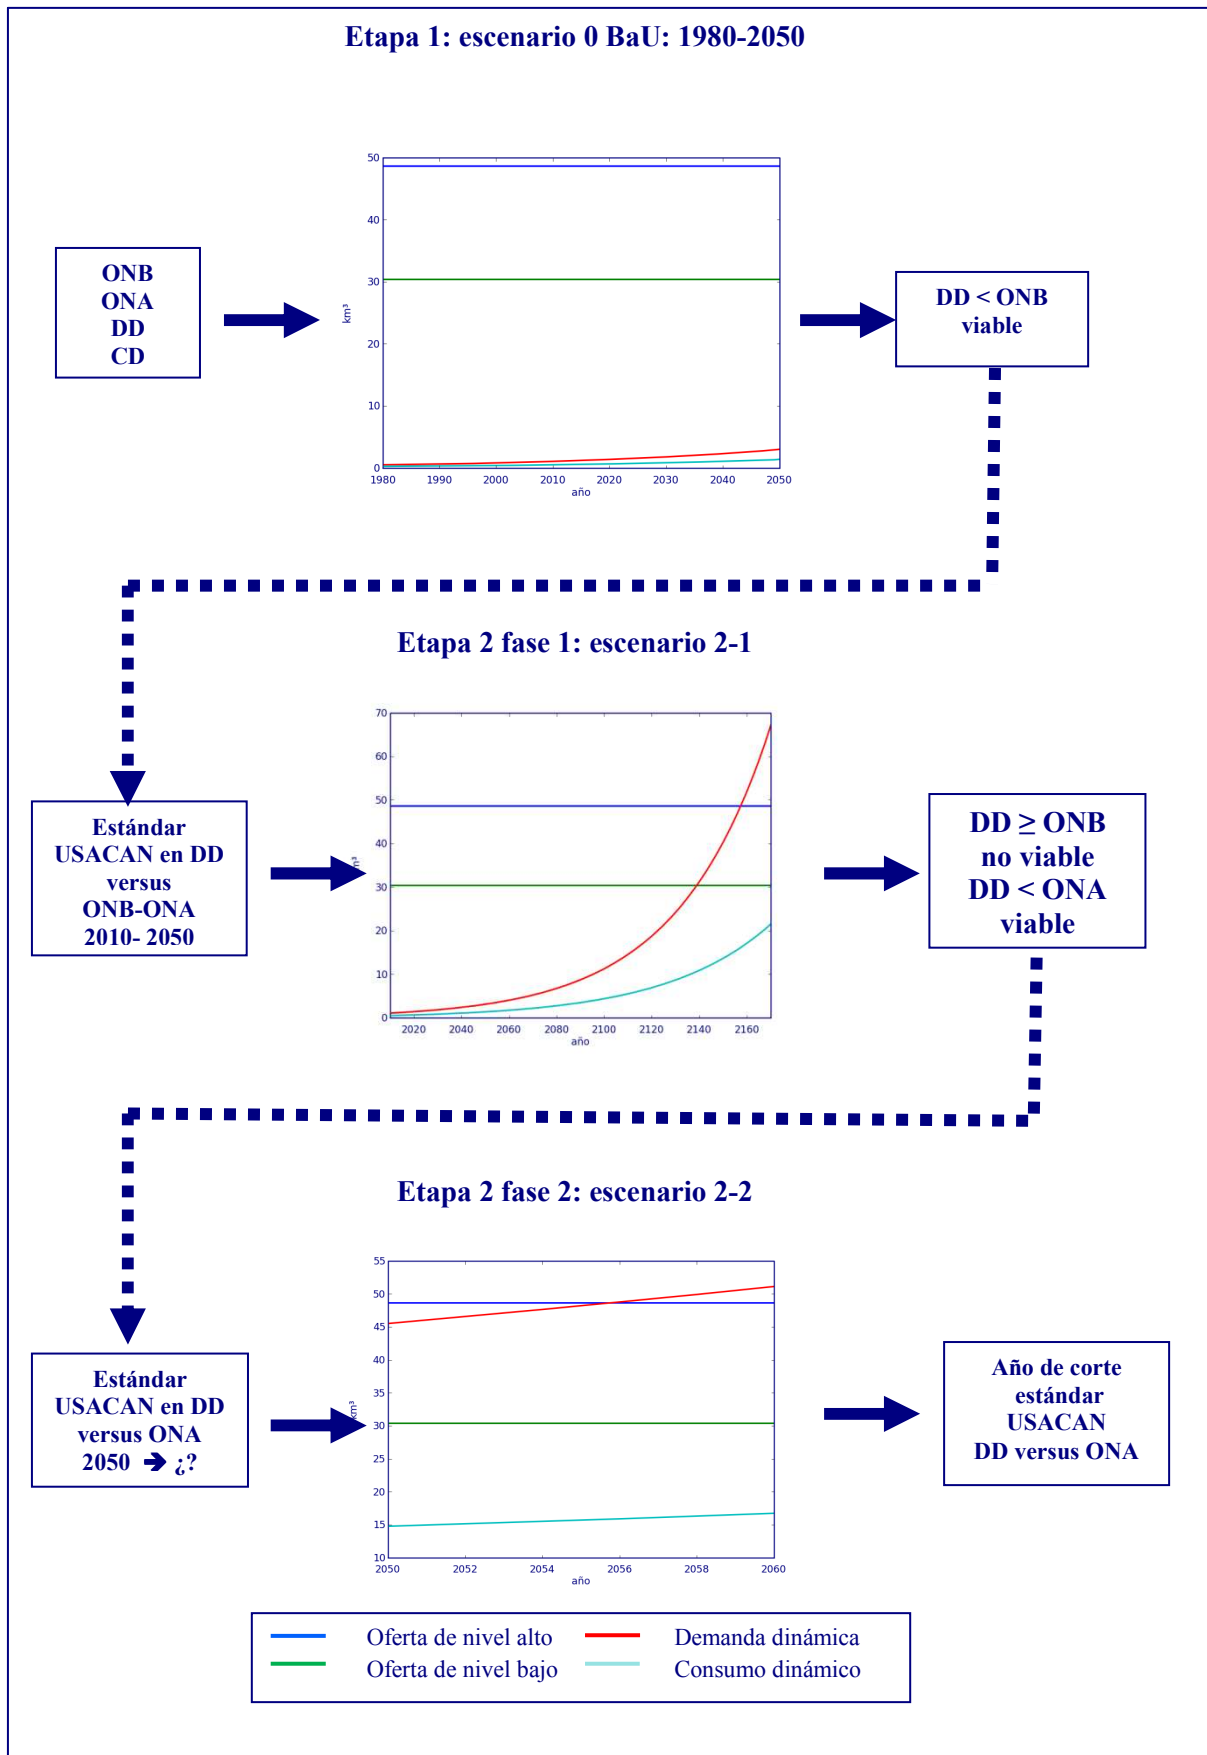 Etapa 1: escenario 0 BaU: 1980-2050
ONB
ONA
DD
CD
50
40
30
20
10
0
km³
1980 1990 2000 2010 2020 2030 2040 2050
año
DD < ONB
viable
Etapa 2 fase 1: escenario 2-1
Estándar
USACAN en DD
versus
ONB-ONA
2010- 2050
70
60
50
40
30
20
10
0
km³
2020 2040 2060 2080 2100 2120 2140 2160
año
DD ≥ ONB
no viable
DD < ONA
viable
Etapa 2 fase 2: escenario 2-2
Estándar
USACAN en DD
versus ONA
2050 ➔ ¿?
55
50
45
40
35
30
25
20
15
10
km³
2050 2052 2054 2056 2058 2060
año
Año de corte
estándar
USACAN
DD versus ONA
Oferta de nivel alto Demanda dinámica
Oferta de nivel bajo Consumo dinámico